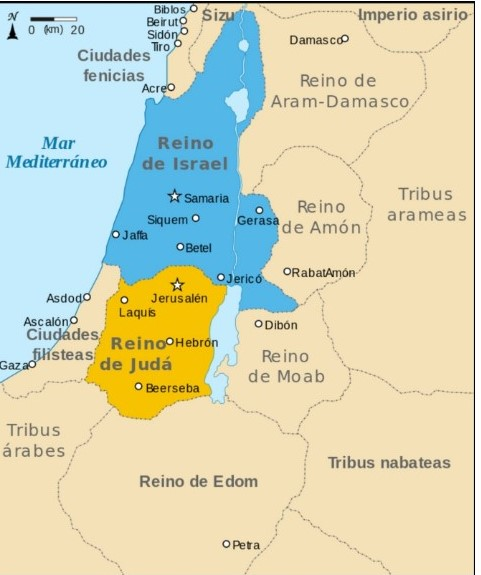 N
0 (km) 20
Biblos
Beirut
Sidón
Tiro
Sizu
Imperio asirio
Damasco
Ciudades
fenicias
Acre
Reino de
Aram-Damasco
Mar
Mediterráneo
Reino
de Israel
Samaria
Siquem
Gerasa
Reino
de Amón
Tribus
arameas
Jaffa
Betel
Jericó
RabatAmón
Asdod
Jerusalén
Laquis
Ascalón
Ciudades
filisteas
Dibón
Reino
de Judá
Hebrón
Gaza
Reino
de Moab
Beerseba
Tribus
árabes
Reino de Edom
Tribus nabateas
Petra